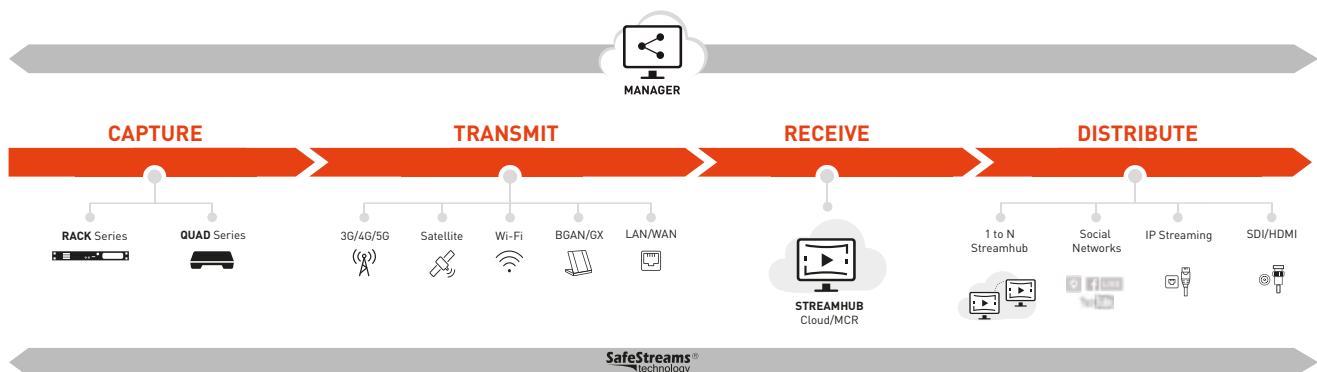 MANAGER
CAPTURE
TRANSMIT
RECEIVE
DISTRIBUTE
RACK Series
QUAD Series
3G/4G/5G
Satellite
Wi-Fi
BGAN/GX
LAN/WAN
STREAMHUB
Cloud/MCR
1 to N
Streamhub
Social
Networks
IP Streaming
SDI/HDMI
SafeStreams®
technology